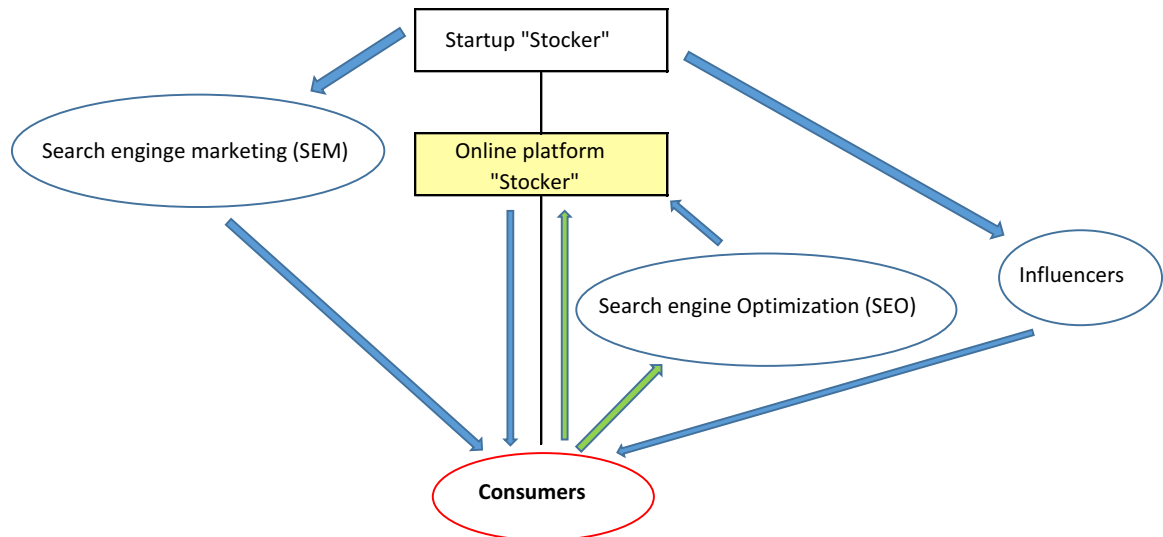 Startup "Stocker"
Search enginge marketing (SEM)
Online platform
"Stocker"
Influencers
Search engine Optimization (SEO)
Consumers